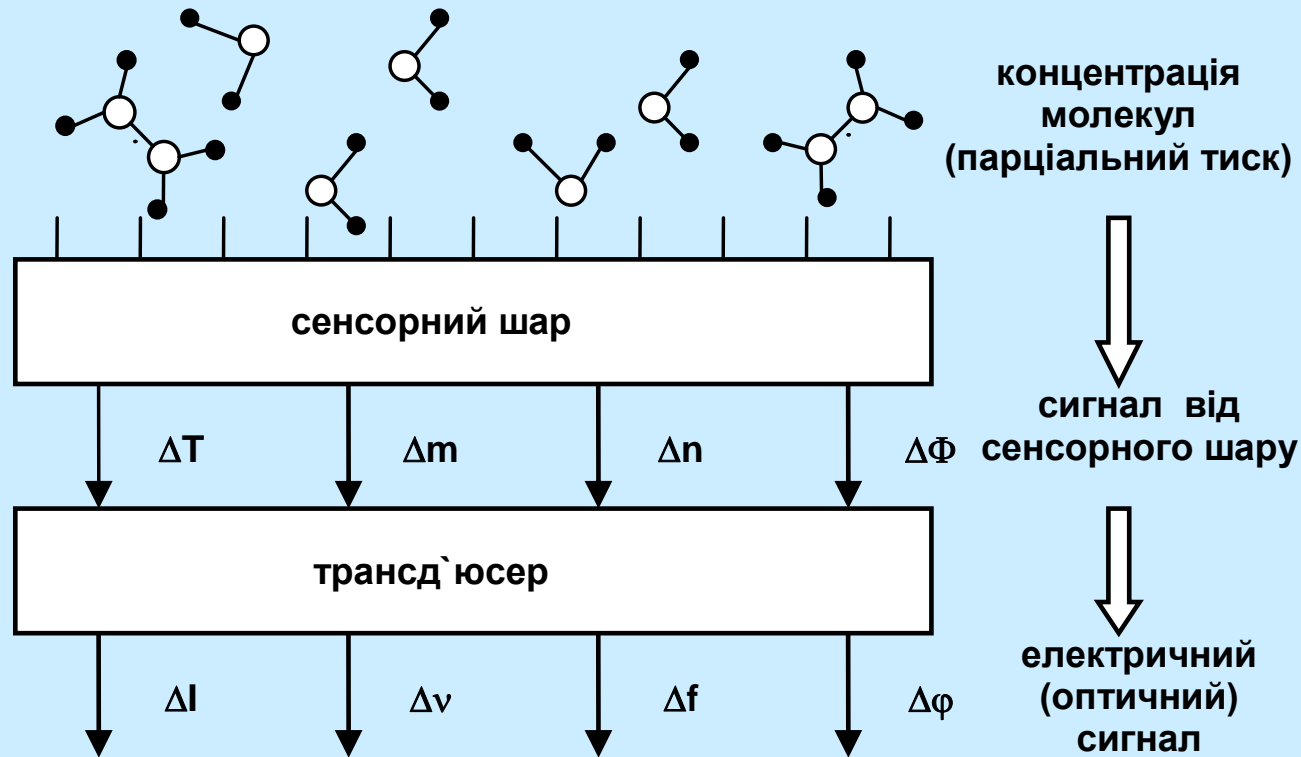 концентрація
молекул
(парціальний тиск)
сенсорний шар
сигнал від
сенсорного шару
ΔT
Δm
Δn
ΔΦ
трансд`юсер
ΔI
Δν
Δf
Δφ
електричний
(оптичний)
сигнал